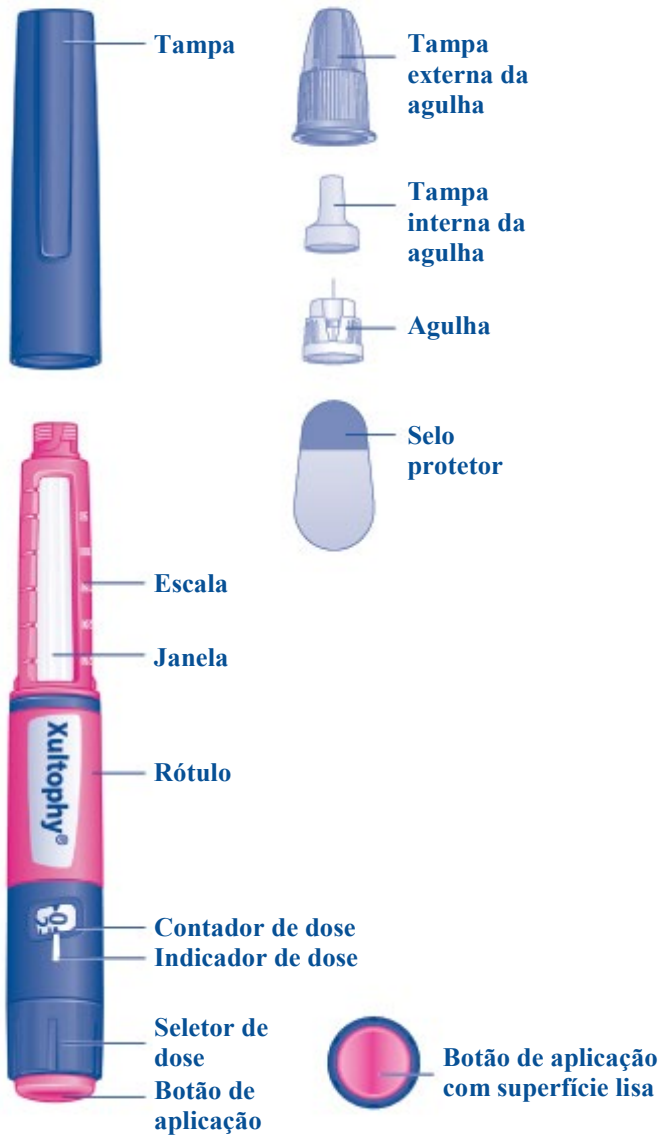 Tampa
Tampa
externa da
agulha
Tampa
interna da
agulha
Agulha
Selo
protetor
Escala
Janela
Rótulo
Xultophy®
Contador de dose
Indicador de dose
Seletor de
dose
Botão de
aplicação
Botão de aplicação
com superfície lisa